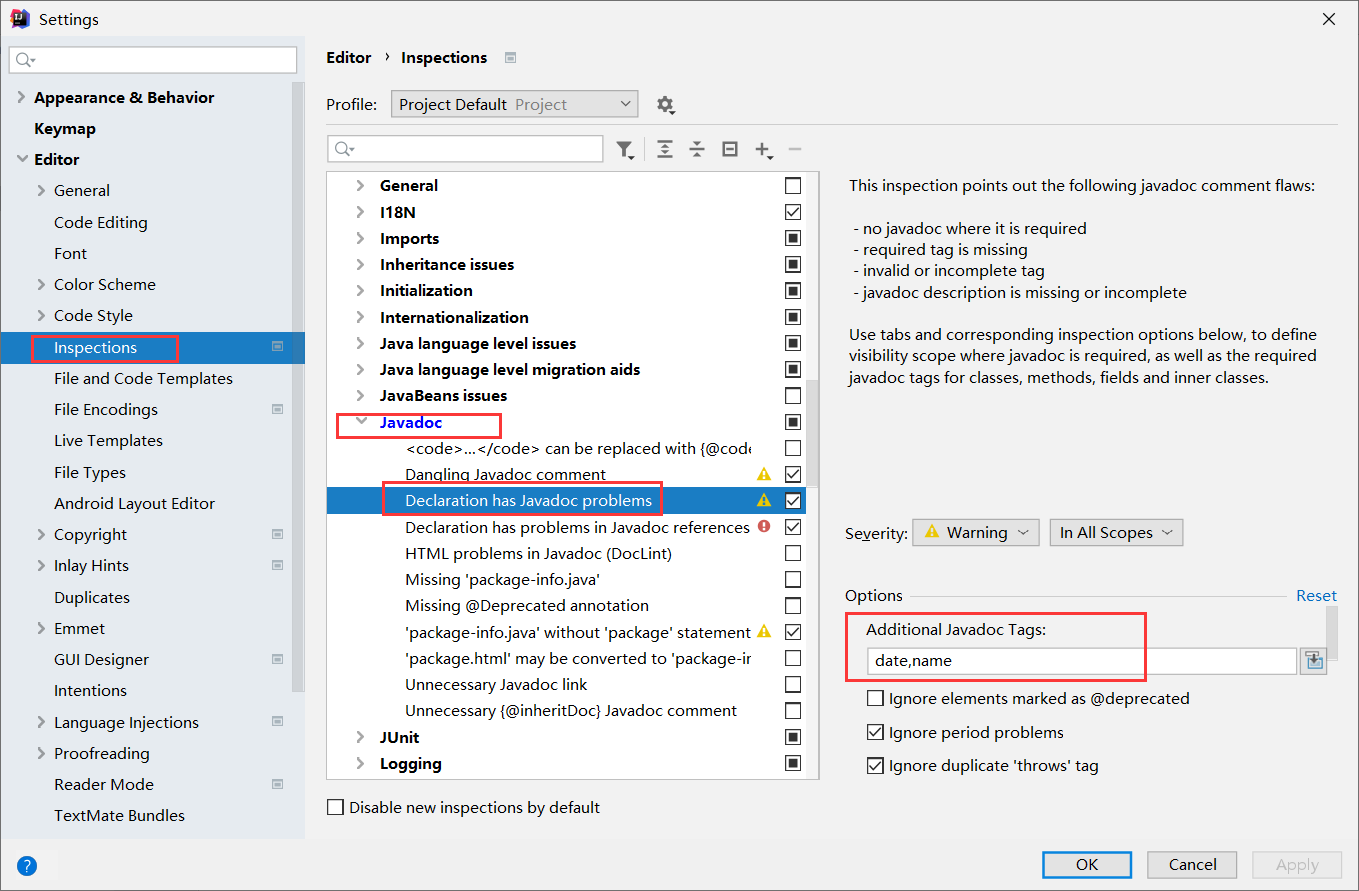 Settings
Appearance & Behavior
Keymap
Editor
General
Code Editing
Font
Color Scheme
Code Style
Inspections
File and Code Templates
File Encodings
Live Templates
File Types
Android Layout Editor
Copyright
Inlay Hints
Duplicates
Emmet
GUI Designer
Intentions
Language Injections
Proofreading
Reader Mode
TextMate Bundles
?
Editor › Inspections
Profile: Project Default Project
General
I18N
Imports
Inheritance issues
Initialization
Internationalization
Java language level issues
Java language level migration aids
JavaBeans issues
Javadoc
<code>...</code> can be replaced with {@code
Dangling Javadoc comment
Declaration has Javadoc problems
Declaration has problems in Javadoc references
HTML problems in Javadoc (DocLint)
Missing 'package-info.java'
Missing @Deprecated annotation
'package-info.java' without 'package' statement
'package.html' may be converted to 'package-ir
Unnecessary Javadoc link
Unnecessary {@inheritDoc} Javadoc comment
JUnit
Logging
Disable new inspections by default
This inspection points out the following javadoc comment flaws:
- no javadoc where it is required
- required tag is missing
- invalid or incomplete tag
- javadoc description is missing or incomplete
Use tabs and corresponding inspection options below, to define
visibility scope where javadoc is required, as well as the required
javadoc tags for classes, methods, fields and inner classes.
Severity: Warning In All Scopes
Options Reset
Additional Javadoc Tags:
date,name
Ignore elements marked as @deprecated
Ignore period problems
Ignore duplicate 'throws' tag
OK Cancel Apply